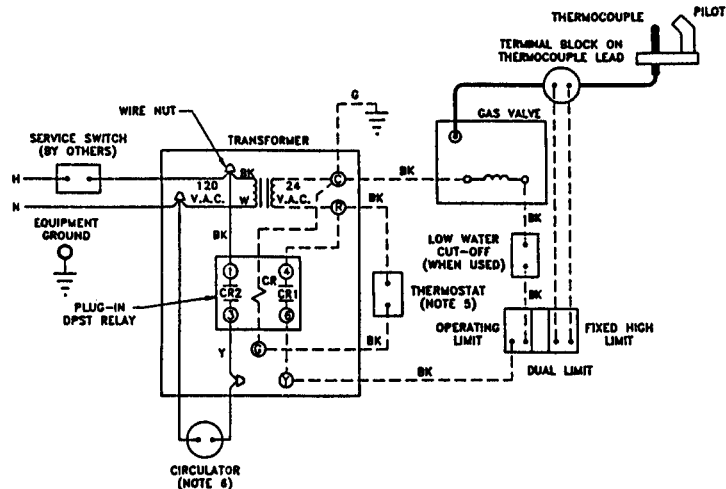 THERMOCOUPLE
PILOT
TERMINAL BLOCK ON
THERMOCOUPLE LEAD
G
GAS VALVE
WIRE NUT
TRANSFORMER
SERVICE SWITCH
(BY OTHERS)
H
N
BK
120
V.A.C.
W
24
V.A.C.
C
R
BK
BK
EQUIPMENT
GROUND
BK
BK
LOW WATER
CUT-OFF
(WHEN USED)
BK
1
4
CR
CR2
CR1
3
6
THERMOSTAT
(NOTE 5)
PLUG-IN
DPST RELAY
OPERATING
LIMIT
FIXED HIGH
LIMIT
DUAL LIMIT
Y
G
BK
Y
BK
CIRCULATOR
(NOTE 6)